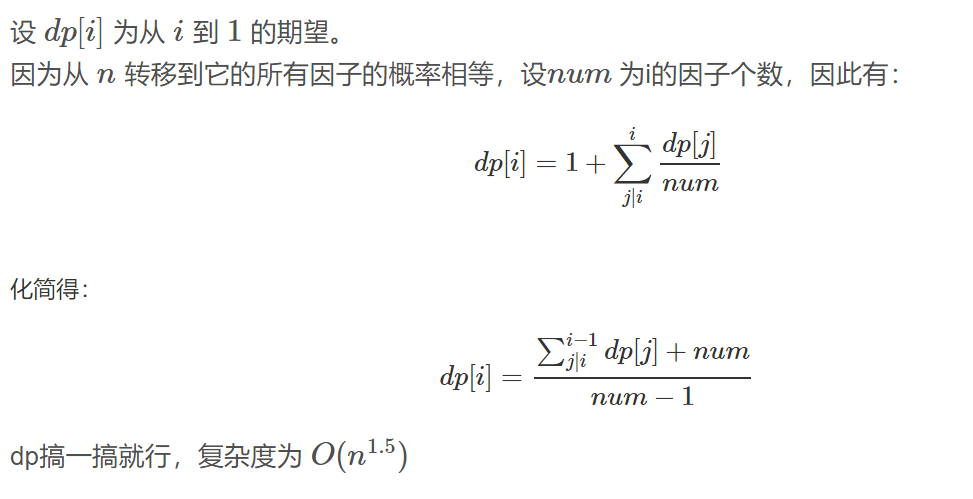 设 dp[i] 为从 i 到 1 的期望。
因为从 n 转移到它的所有因子的概率相等，设num 为i的因子个数，因此有：
dp[i] = 1 + \sum_{j|i}^{i} \frac{dp[j]}{num}
化简得：
dp[i] = \frac{\sum_{j|i}^{i-1} dp[j] + num}{num - 1}
dp搞一搞就行，复杂度为 O(n^{1.5})